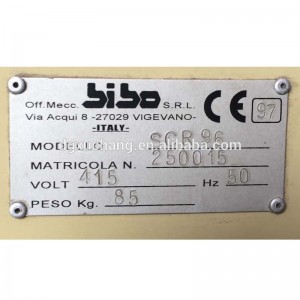 Off. Mecc. bibo S.R.L.
Via Acqui 8 -27029 VIGEVANO-
-ITALY-
CE 97
MODELLO SCR 96
MATRICOLA N. 250015
VOLT 415 Hz 50
PESO Kg. 85